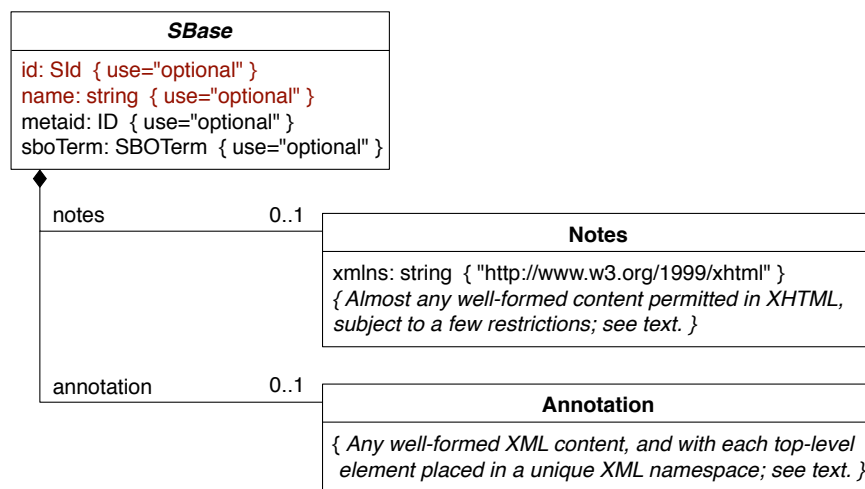 SBase
id: SId { use="optional" }
name: string { use="optional" }
metaid: ID { use="optional" }
sboTerm: SBOTerm { use="optional" }
notes 0..1
Notes
xmlns: string { "http://www.w3.org/1999/xhtml" }
{ Almost any well-formed content permitted in XHTML,
subject to a few restrictions; see text. }
annotation 0..1
Annotation
{ Any well-formed XML content, and with each top-level
element placed in a unique XML namespace; see text. }